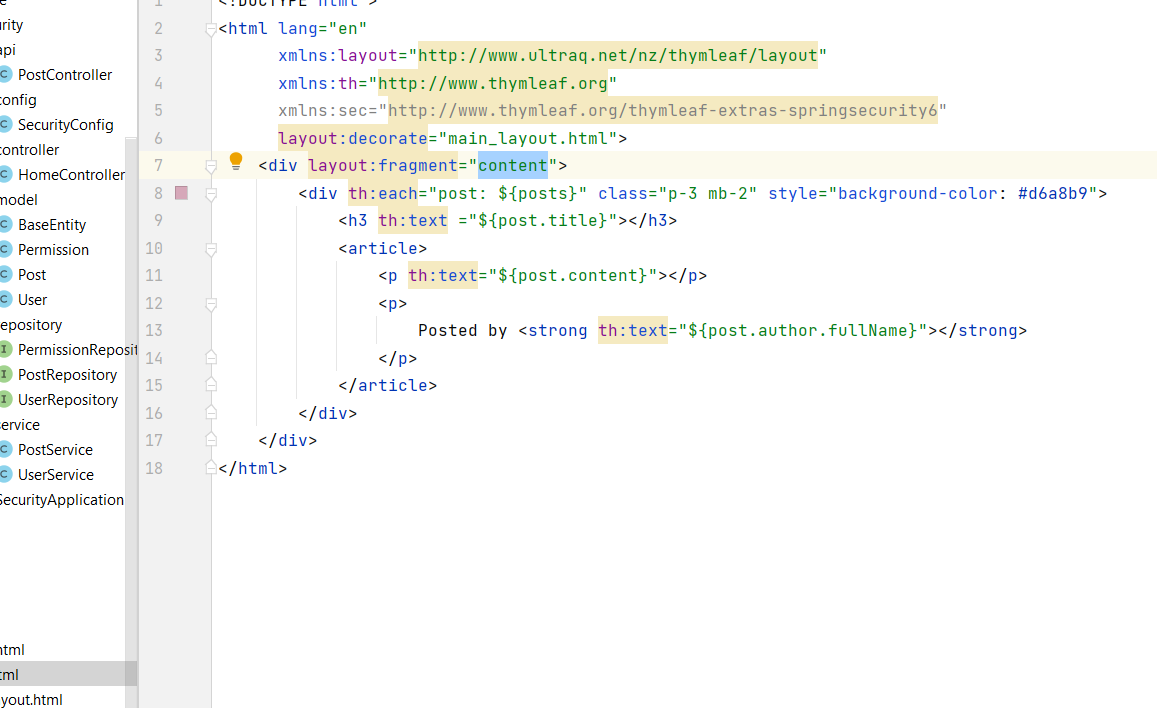 rity
api
PostController
config
SecurityConfig
controller
HomeController
model
BaseEntity
Permission
Post
User
epository
PermissionReposit
PostRepository
UserRepository
service
PostService
UserService
SecurityApplication
html
tml
yout.html
1 <!DOCTYPE html >
2 <html lang="en"
3 xmlns:layout="http://www.ultraq.net/nz/thymleaf/layout"
4 xmlns:th="http://www.thymleaf.org"
5 xmlns:sec="http://www.thymleaf.org/thymleaf-extras-springsecurity6"
6 layout:decorate="main_layout.html">
7 <div layout:fragment="content">
8 <div th:each="post: ${posts}" class="p-3 mb-2" style="background-color: #d6a8b9">
9 <h3 th:text ="${post.title}"></h3>
10 <article>
11 <p th:text="${post.content}"></p>
12 <p>
13 Posted by <strong th:text="${post.author.fullName}"></strong>
14 </p>
15 </article>
16 </div>
17 </div>
18 </html>